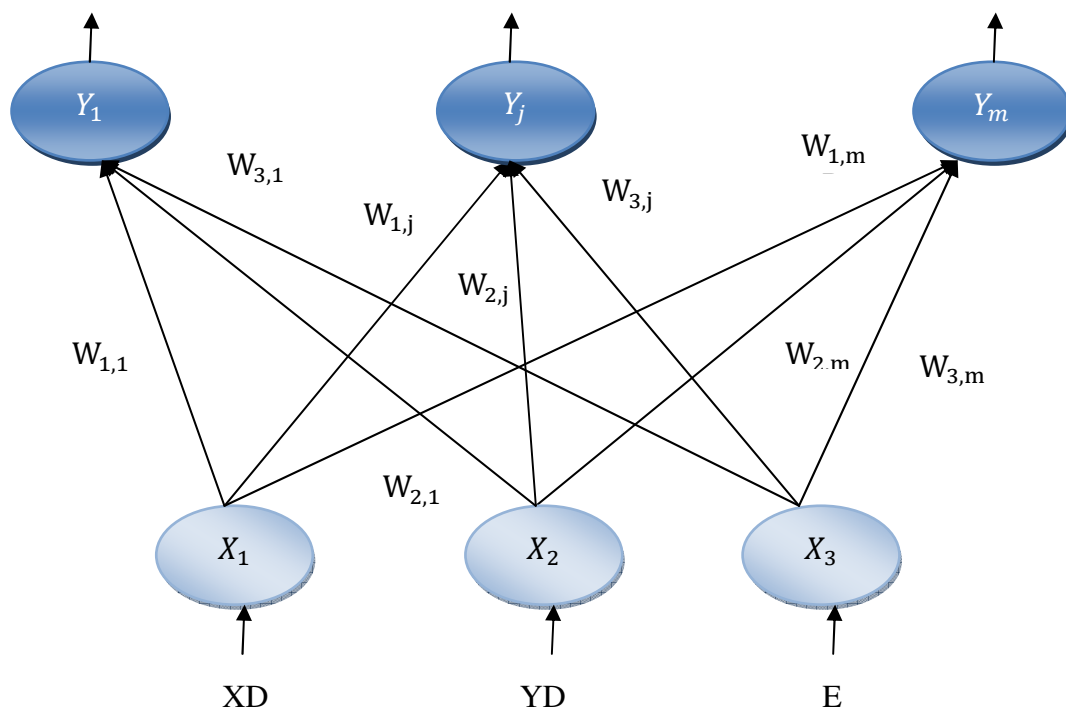 Y₁ Yⱼ Yₘ
W₁,ₘ
W₃,₁
W₃,ⱼ
W₁,ⱼ
W₂,ⱼ
W₁,₁
W₂,ₘ
W₃,ₘ
W₂,₁
X₁ X₂ X₃
XD YD E